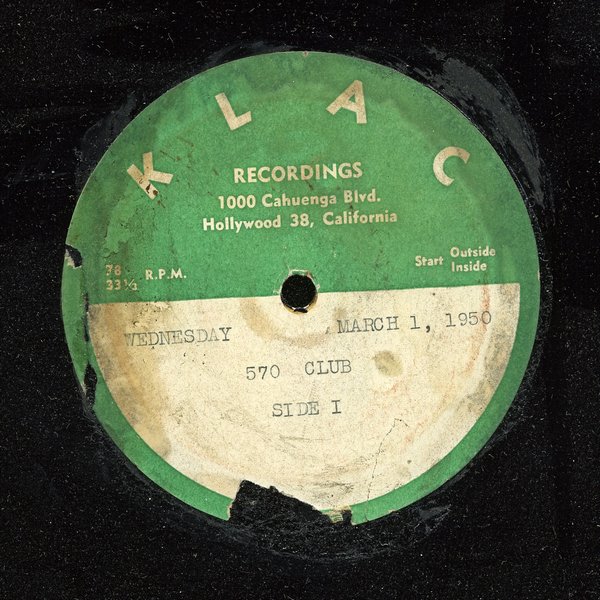 KLAC
RECORDINGS
1000 Cahuenga Blvd.
Hollywood 38, California
78
33⅓ R.P.M.
Start Outside
Inside
WEDNESDAY , MARCH 1, 1950
570 CLUB
SIDE I